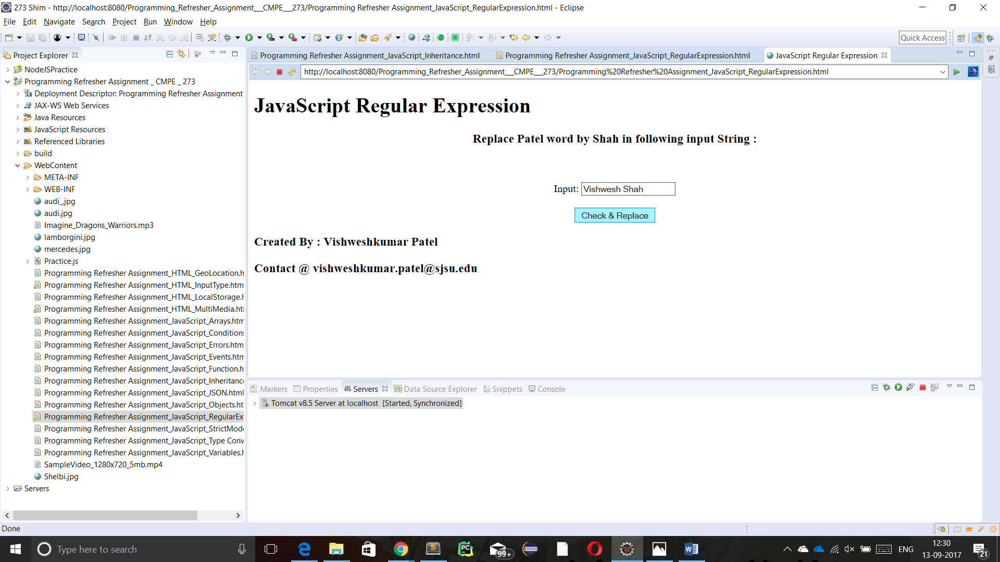 273 Shim - http://localhost:8080/Programming_Refresher_Assignment___CMPE___273/Programming Refresher Assignment_JavaScript_RegularExpression.html - Eclipse
File Edit Navigate Search Project Run Window Help
Quick Access
Project Explorer
NodeJSPractice
Programming Refresher Assignment _ CMPE _ 273
Deployment Descriptor: Programming Refresher Assignment
JAX-WS Web Services
Java Resources
JavaScript Resources
Referenced Libraries
build
WebContent
META-INF
WEB-INF
audi_.jpg
audi.jpg
Imagine_Dragons_Warriors.mp3
lamborgini.jpg
mercedes.jpg
Practice.js
Programming Refresher Assignment_HTML_GeoLocation.h
Programming Refresher Assignment_HTML_InputType.htm
Programming Refresher Assignment_HTML_LocalStorage.h
Programming Refresher Assignment_HTML_MultiMedia.htm
Programming Refresher Assignment_JavaScript_Arrays.htm
Programming Refresher Assignment_JavaScript_Conditions
Programming Refresher Assignment_JavaScript_Errors.htm
Programming Refresher Assignment_JavaScript_Events.htm
Programming Refresher Assignment_JavaScript_Function.h
Programming Refresher Assignment_JavaScript_Inheritance
Programming Refresher Assignment_JavaScript_JSON.html
Programming Refresher Assignment_JavaScript_Objects.ht
Programming Refresher Assignment_JavaScript_RegularEx
Programming Refresher Assignment_JavaScript_StrictMode
Programming Refresher Assignment_JavaScript_Type Conv
Programming Refresher Assignment_JavaScript_Variables.h
SampleVideo_1280x720_5mb.mp4
Shelbi.jpg
Servers
Programming Refresher Assignment_JavaScript_Inheritance.html Programming Refresher Assignment_JavaScript_RegularExpression.html JavaScript Regular Expression
http://localhost:8080/Programming_Refresher_Assignment___CMPE___273/Programming%20Refresher%20Assignment_JavaScript_RegularExpression.html
JavaScript Regular Expression
Replace Patel word by Shah in following input String :
Input: Vishwesh Shah
Check & Replace
Created By : Vishweshkumar Patel
Contact @ vishweshkumar.patel@sjsu.edu
Markers Properties Servers Data Source Explorer Snippets Console
Tomcat v8.5 Server at localhost [Started, Synchronized]
Done
Type here to search
PC
99+
ENG
12:30
13-09-2017
21